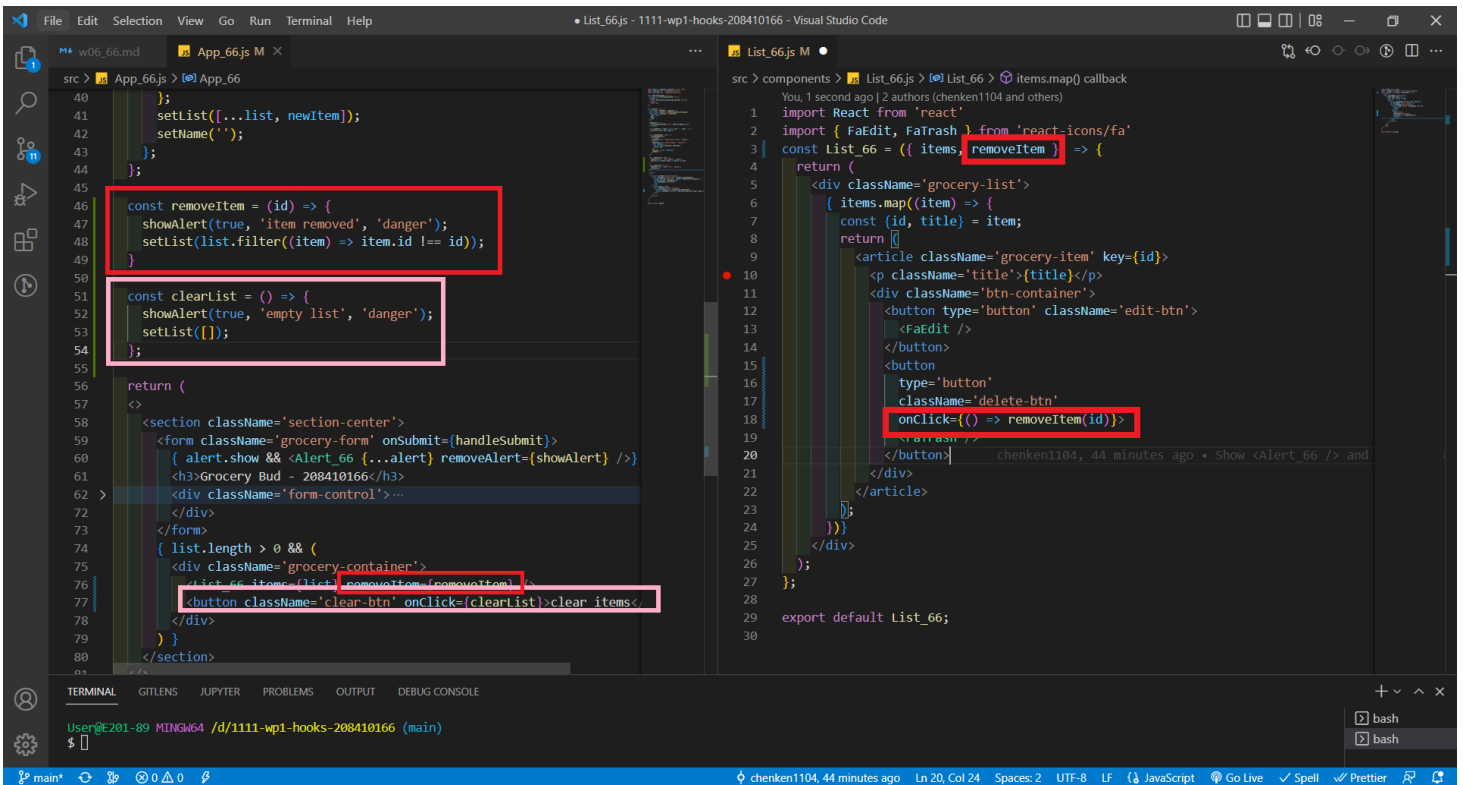 File Edit Selection View Go Run Terminal Help
● List_66.js - 1111-wp1-hooks-208410166 - Visual Studio Code
w06_66.md
JS App_66.js M ×
···
src > JS App_66.js > App_66
40 };
41 setList([...list, newItem]);
42 setName('');
43 };
44 };
45
46 const removeItem = (id) => {
47 showAlert(true, 'item removed', 'danger');
48 setList(list.filter((item) => item.id !== id));
49 }
50
51 const clearList = () => {
52 showAlert(true, 'empty list', 'danger');
53 setList([]);
54 };
55
56 return (
57 <>
58 <section className='section-center'>
59 <form className='grocery-form' onSubmit={handleSubmit}>
60 { alert.show && <Alert_66 {...alert} removeAlert={showAlert} />}
61 <h3>Grocery Bud - 208410166</h3>
62 > <div className='form-control'>···
72 </div>
73 </form>
74 { list.length > 0 && (
75 <div className='grocery-container'>
76 <List_66 items={list} removeItem={removeItem} />
77 <button className='clear-btn' onClick={clearList}>clear items</
78 </div>
79 ) }
80 </section>
81 </>
JS List_66.js M ●
···
src > components > JS List_66.js > List_66 > items.map() callback
You, 1 second ago | 2 authors (chenken1104 and others)
1 import React from 'react'
2 import { FaEdit, FaTrash } from 'react-icons/fa'
3 const List_66 = ({ items, removeItem }) => {
4 return (
5 <div className='grocery-list'>
6 { items.map((item) => {
7 const {id, title} = item;
8 return (
9 <article className='grocery-item' key={id}>
10 <p className='title'>{title}</p>
11 <div className='btn-container'>
12 <button type='button' className='edit-btn'>
13 <FaEdit />
14 </button>
15 <button
16 type='button'
17 className='delete-btn'
18 onClick={() => removeItem(id)}>
19 <FaTrash />
20 </button> chenken1104, 44 minutes ago • Show <Alert_66 /> and
21 </div>
22 </article>
23 );
24 })}
25 </div>
26 );
27 };
28
29 export default List_66;
30
1
11
TERMINAL GITLENS JUPYTER PROBLEMS OUTPUT DEBUG CONSOLE
User@E201-89 MINGW64 /d/1111-wp1-hooks-208410166 (main)
$
bash
bash
main* 0 0 chenken1104, 44 minutes ago Ln 20, Col 24 Spaces: 2 UTF-8 LF JavaScript Go Live Spell Prettier